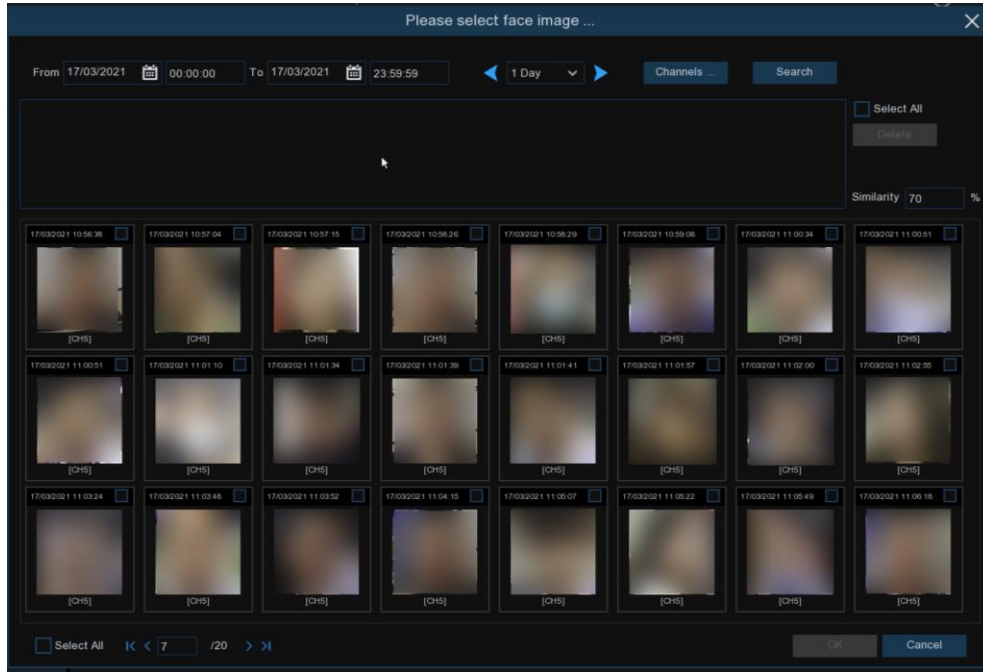 Please select face image ...
From 17/03/2021 00:00:00 To 17/03/2021 23:59:59 1 Day Channels ... Search
Select All
Delete
Similarity 70 %
17/03/2021 10:56:38 17/03/2021 10:57:04 17/03/2021 10:57:15 17/03/2021 10:58:26 17/03/2021 10:58:29 17/03/2021 10:59:08 17/03/2021 11:00:34 17/03/2021 11:00:51
[CH5] [CH5] [CH5] [CH5] [CH5] [CH5] [CH5] [CH5]
17/03/2021 11:00:51 17/03/2021 11:01:10 17/03/2021 11:01:34 17/03/2021 11:01:39 17/03/2021 11:01:41 17/03/2021 11:01:57 17/03/2021 11:02:00 17/03/2021 11:02:55
[CH5] [CH5] [CH5] [CH5] [CH5] [CH5] [CH5] [CH5]
17/03/2021 11:03:24 17/03/2021 11:03:48 17/03/2021 11:03:52 17/03/2021 11:04:15 17/03/2021 11:05:07 17/03/2021 11:05:22 17/03/2021 11:05:49 17/03/2021 11:06:18
[CH5] [CH5] [CH5] [CH5] [CH5] [CH5] [CH5] [CH5]
Select All 7 /20 OK Cancel